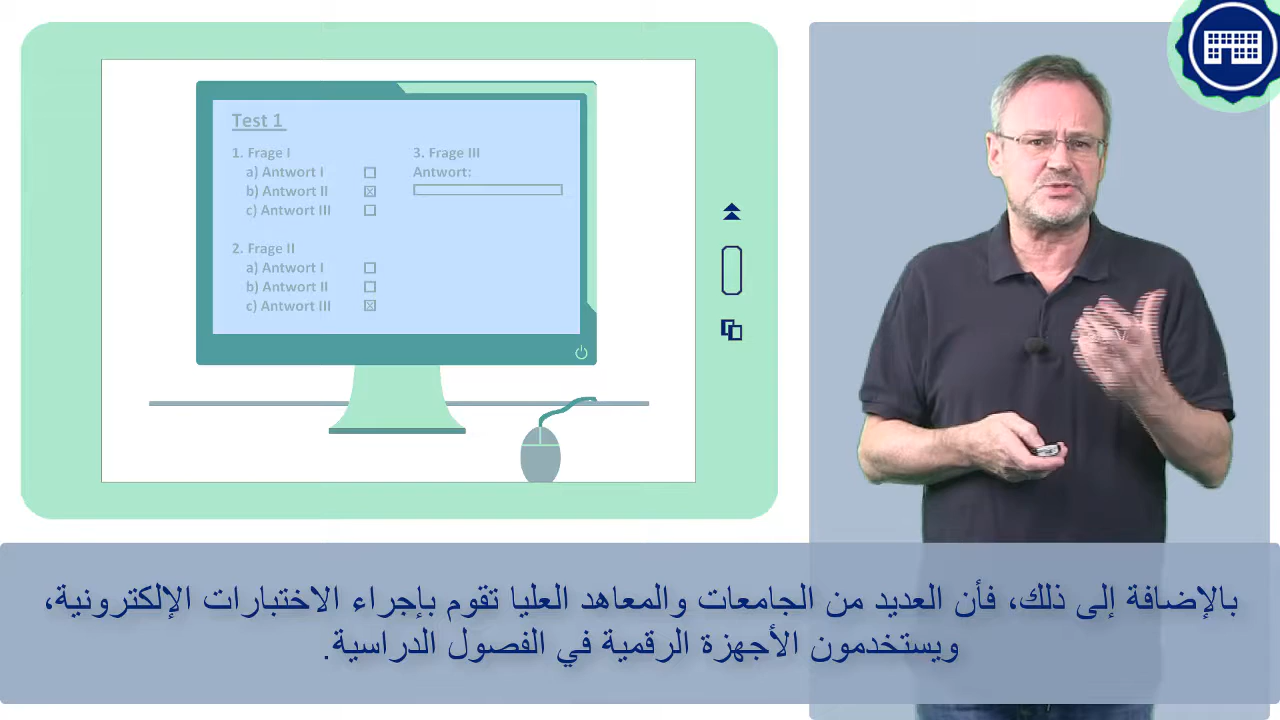 Test 1
1. Frage I
a) Antwort I
b) Antwort II
c) Antwort III
2. Frage II
a) Antwort I
b) Antwort II
c) Antwort III
3. Frage III
Antwort:
بالإضافة إلى ذلك، فأن العديد من الجامعات والمعاهد العليا تقوم بإجراء الاختبارات الإلكترونية،
ويستخدمون الأجهزة الرقمية في الفصول الدراسية.